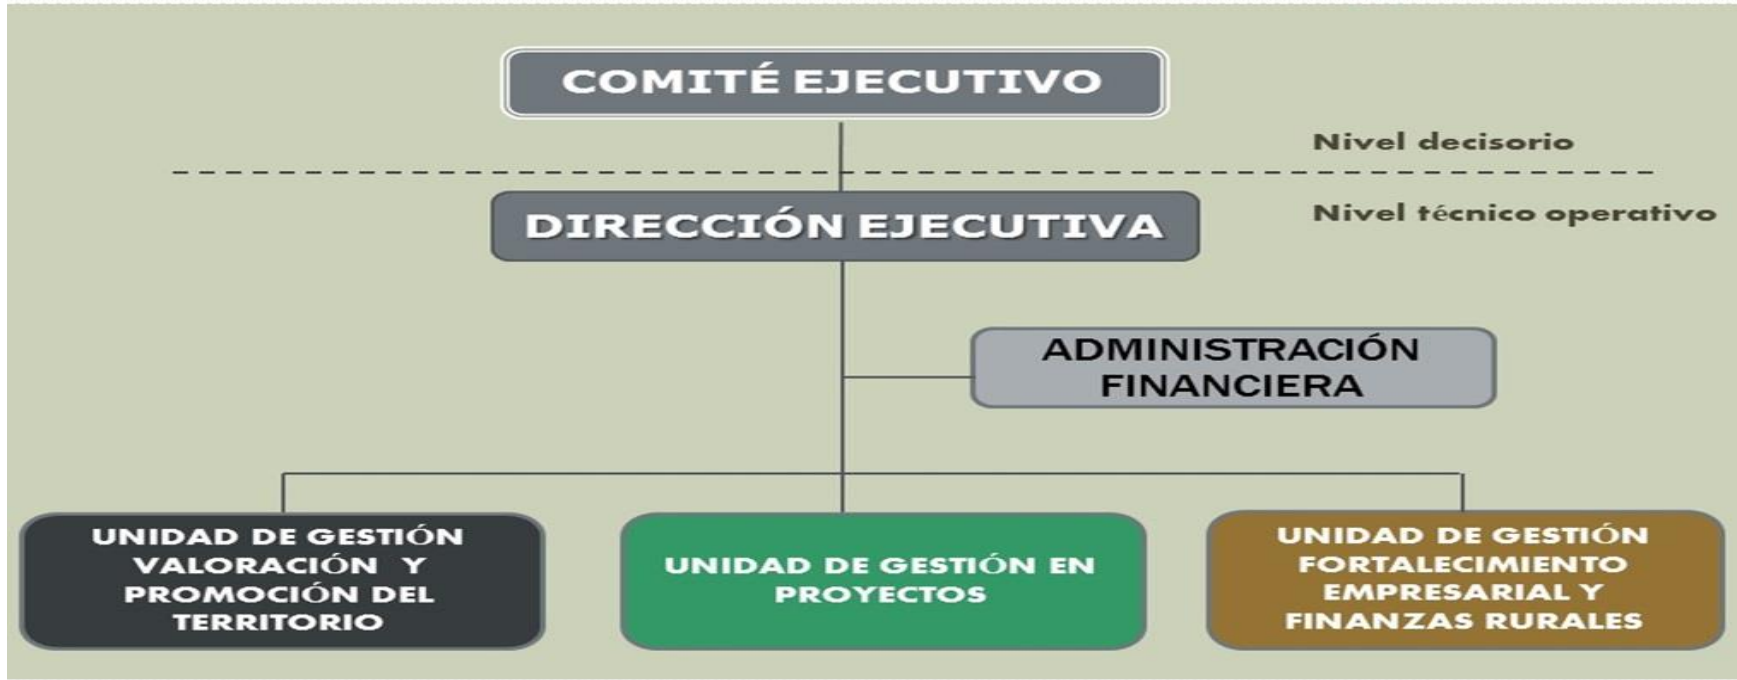 COMITÉ EJECUTIVO
Nivel decisorio
DIRECCIÓN EJECUTIVA
Nivel técnico operativo
ADMINISTRACIÓN
FINANCIERA
UNIDAD DE GESTIÓN
VALORACIÓN Y
PROMOCIÓN DEL
TERRITORIO
UNIDAD DE GESTIÓN EN
PROYECTOS
UNIDAD DE GESTIÓN
FORTALECIMIENTO
EMPRESARIAL Y
FINANZAS RURALES